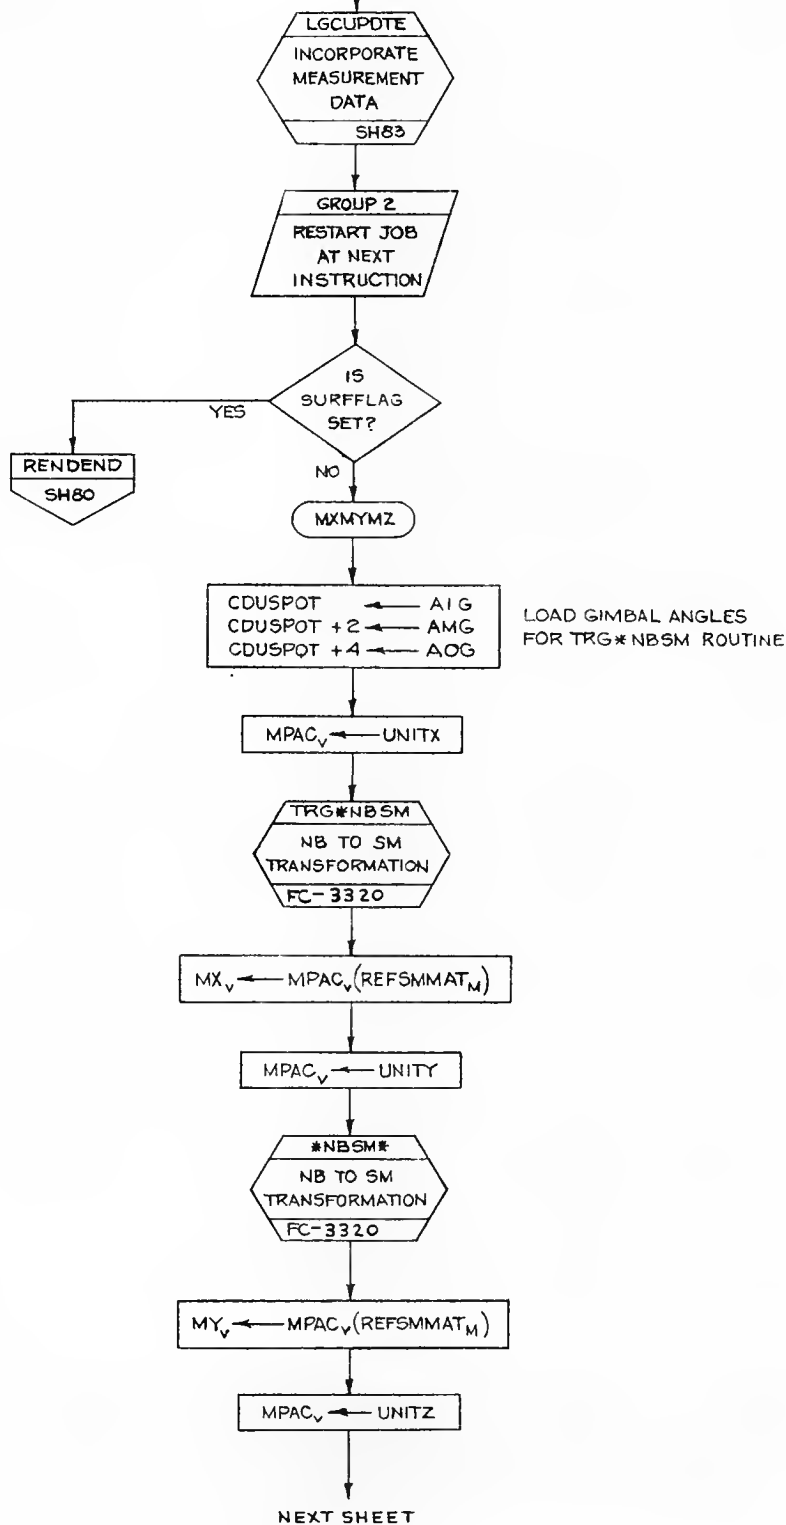 LGCUPDTE
INCORPORATE
MEASUREMENT
DATA
SH83
GROUP 2
RESTART JOB
AT NEXT
INSTRUCTION
IS
SURFFLAG
SET?
YES
NO
RENDEND
SH80
MXMYMZ
CDUSPOT ← AIG
CDUSPOT +2 ← AMG
CDUSPOT +4 ← AOG
LOAD GIMBAL ANGLES
FOR TRG*NBSM ROUTINE
MPACV ← UNITX
TRG*NBSM
NB TO SM
TRANSFORMATION
FC-3320
MXV ← MPACV(REFSMMATM)
MPACV ← UNITY
*NBSM*
NB TO SM
TRANSFORMATION
FC-3320
MYV ← MPACV(REFSMMATM)
MPACV ← UNITZ
NEXT SHEET